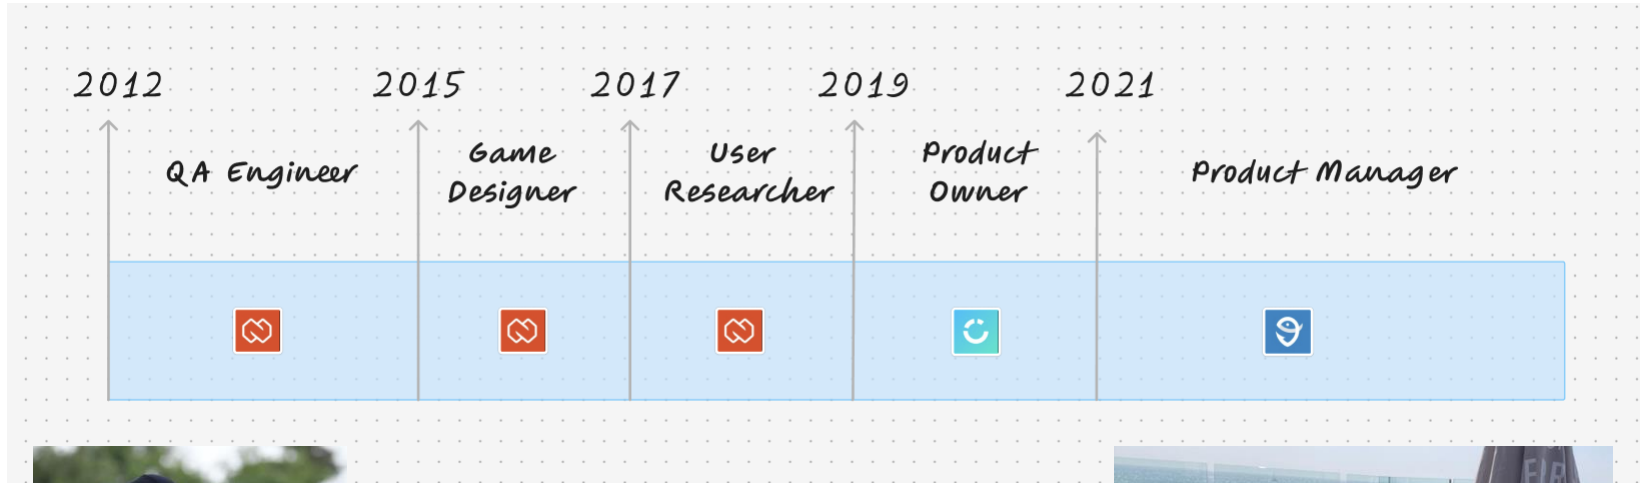 2012 2015 2017 2019 2021
QA Engineer
Game
Designer
User
Researcher
Product
Owner
Product Manager